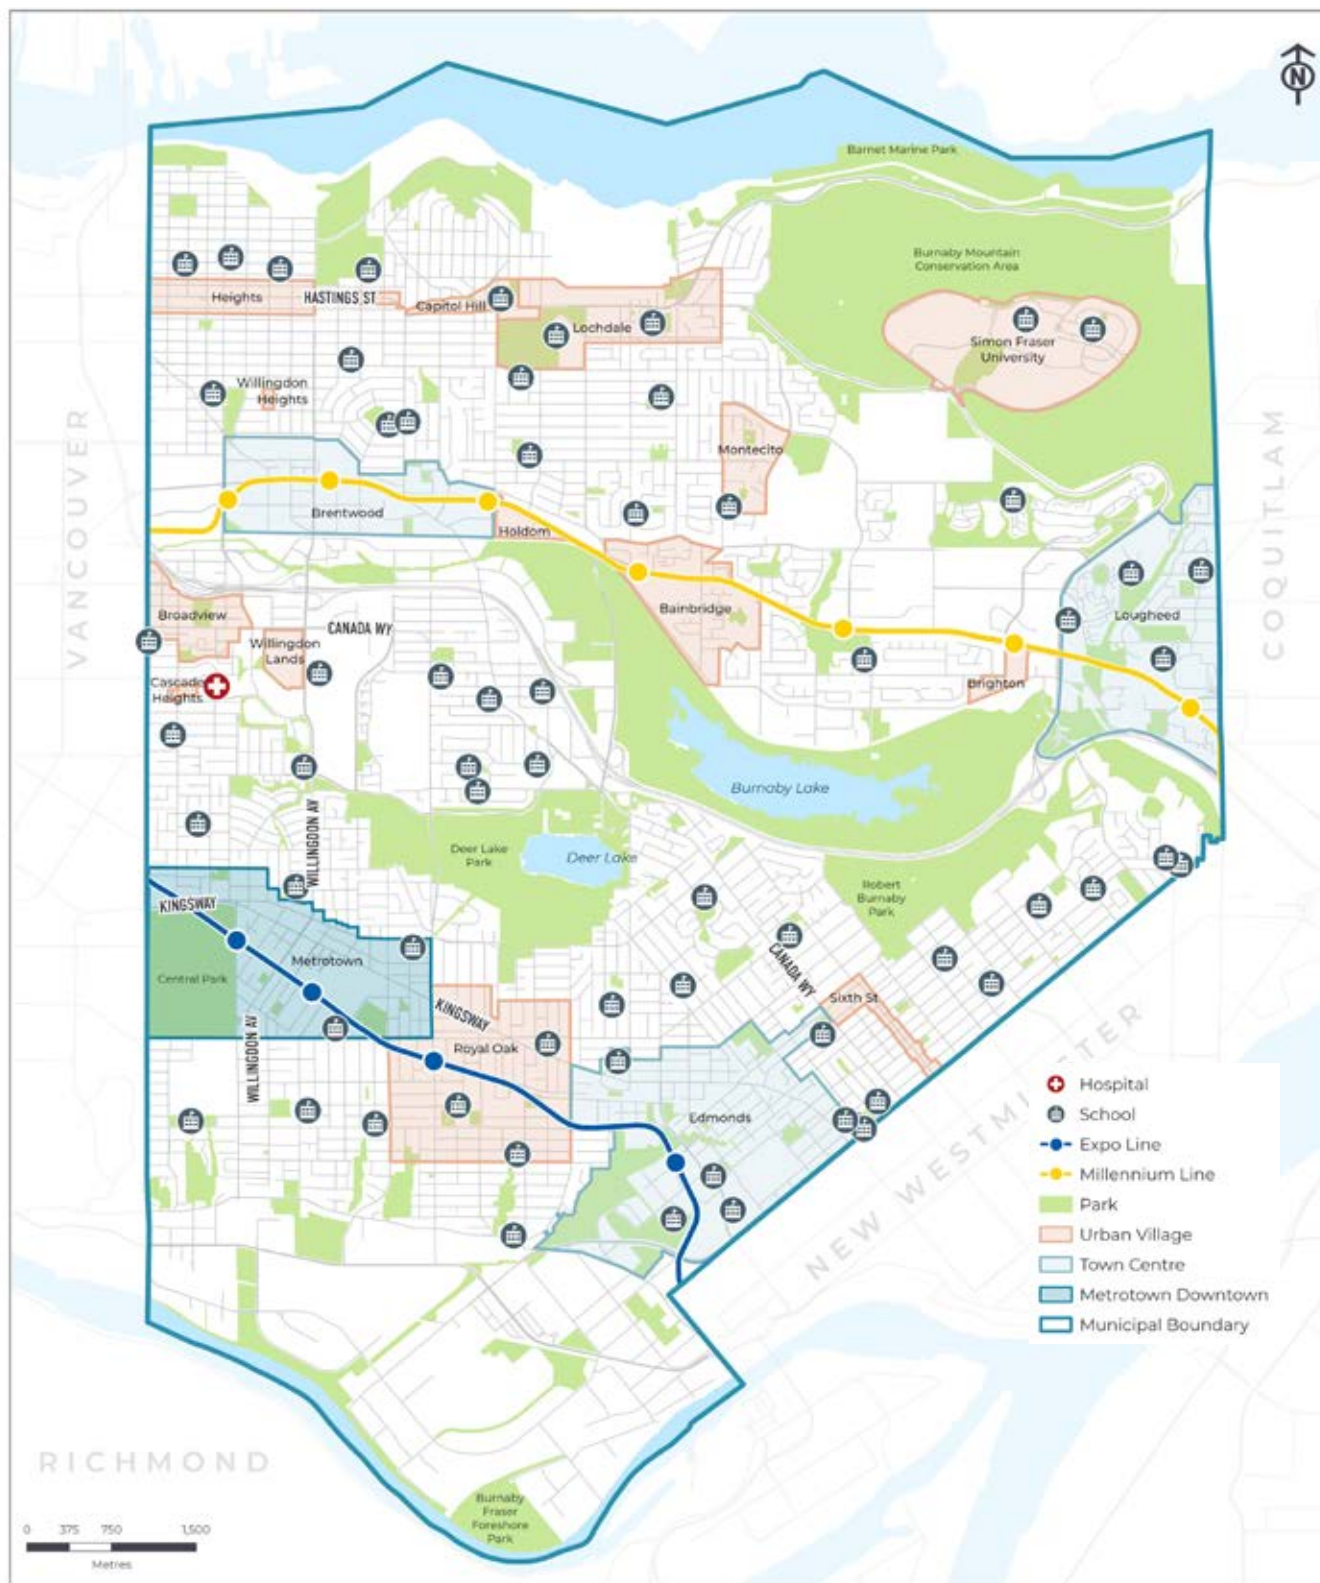 N
Barnet Marine Park
Burnaby Mountain
Conservation Area
Heights
HASTINGS ST
Capitol Hill
Lochdale
Simon Fraser
University
Willingdon
Heights
VANCOUVER
COQUITLAM
Montecito
Brentwood
Holdom
Broadview
Bainbridge
Lougheed
CANADA WY
Willingdon
Lands
Cascade
Heights
Brighton
Burnaby Lake
WILLINGDON AV
Deer Lake
Park
Deer Lake
Robert
Burnaby
Park
KINGSWAY
Metrotown
Central Park
CANADA WY
Sixth St
KINGSWAY
WILLINGDON AV
Royal Oak
Edmonds
NEW WESTMINSTER
Hospital
School
Expo Line
Millennium Line
Park
Urban Village
Town Centre
Metrotown Downtown
Municipal Boundary
RICHMOND
Burnaby
Fraser
Foreshore
Park
0 375 750 1,500
Metres